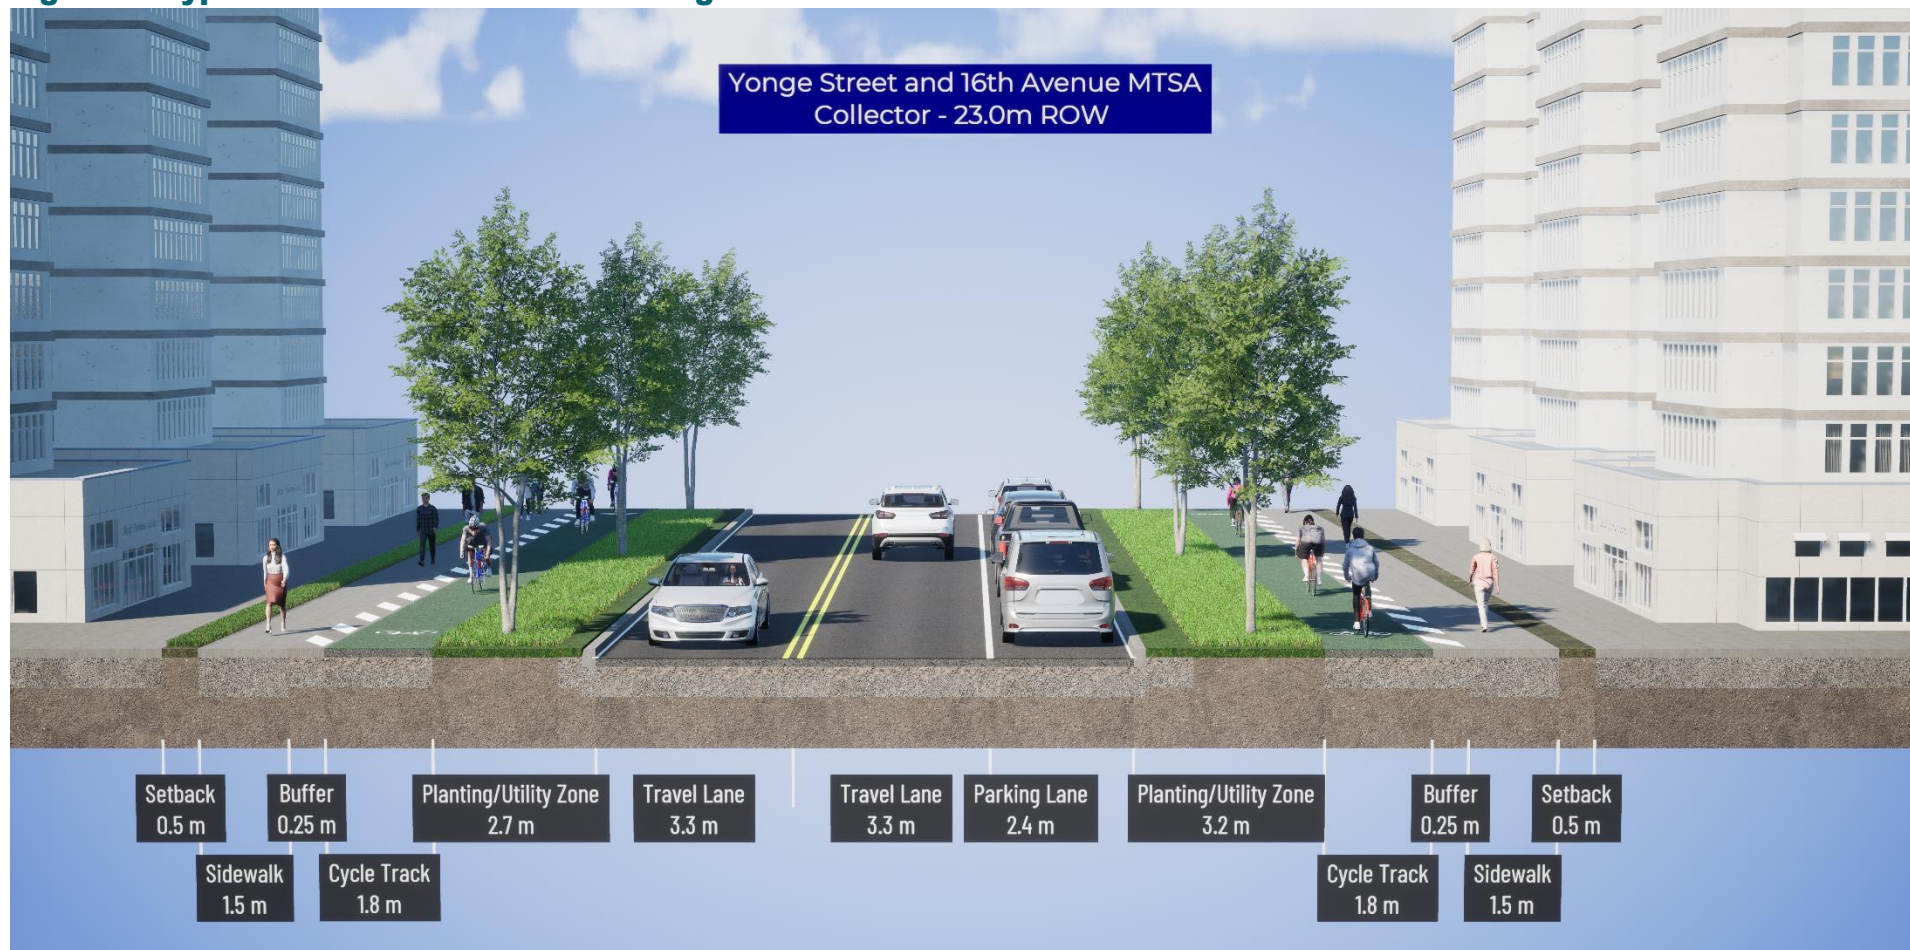 Yonge Street and 16th Avenue MTSA
Collector - 23.0m ROW
Setback
0.5 m
Sidewalk
1.5 m
Buffer
0.25 m
Cycle Track
1.8 m
Planting/Utility Zone
2.7 m
Travel Lane
3.3 m
Travel Lane
3.3 m
Parking Lane
2.4 m
Planting/Utility Zone
3.2 m
Cycle Track
1.8 m
Buffer
0.25 m
Sidewalk
1.5 m
Setback
0.5 m